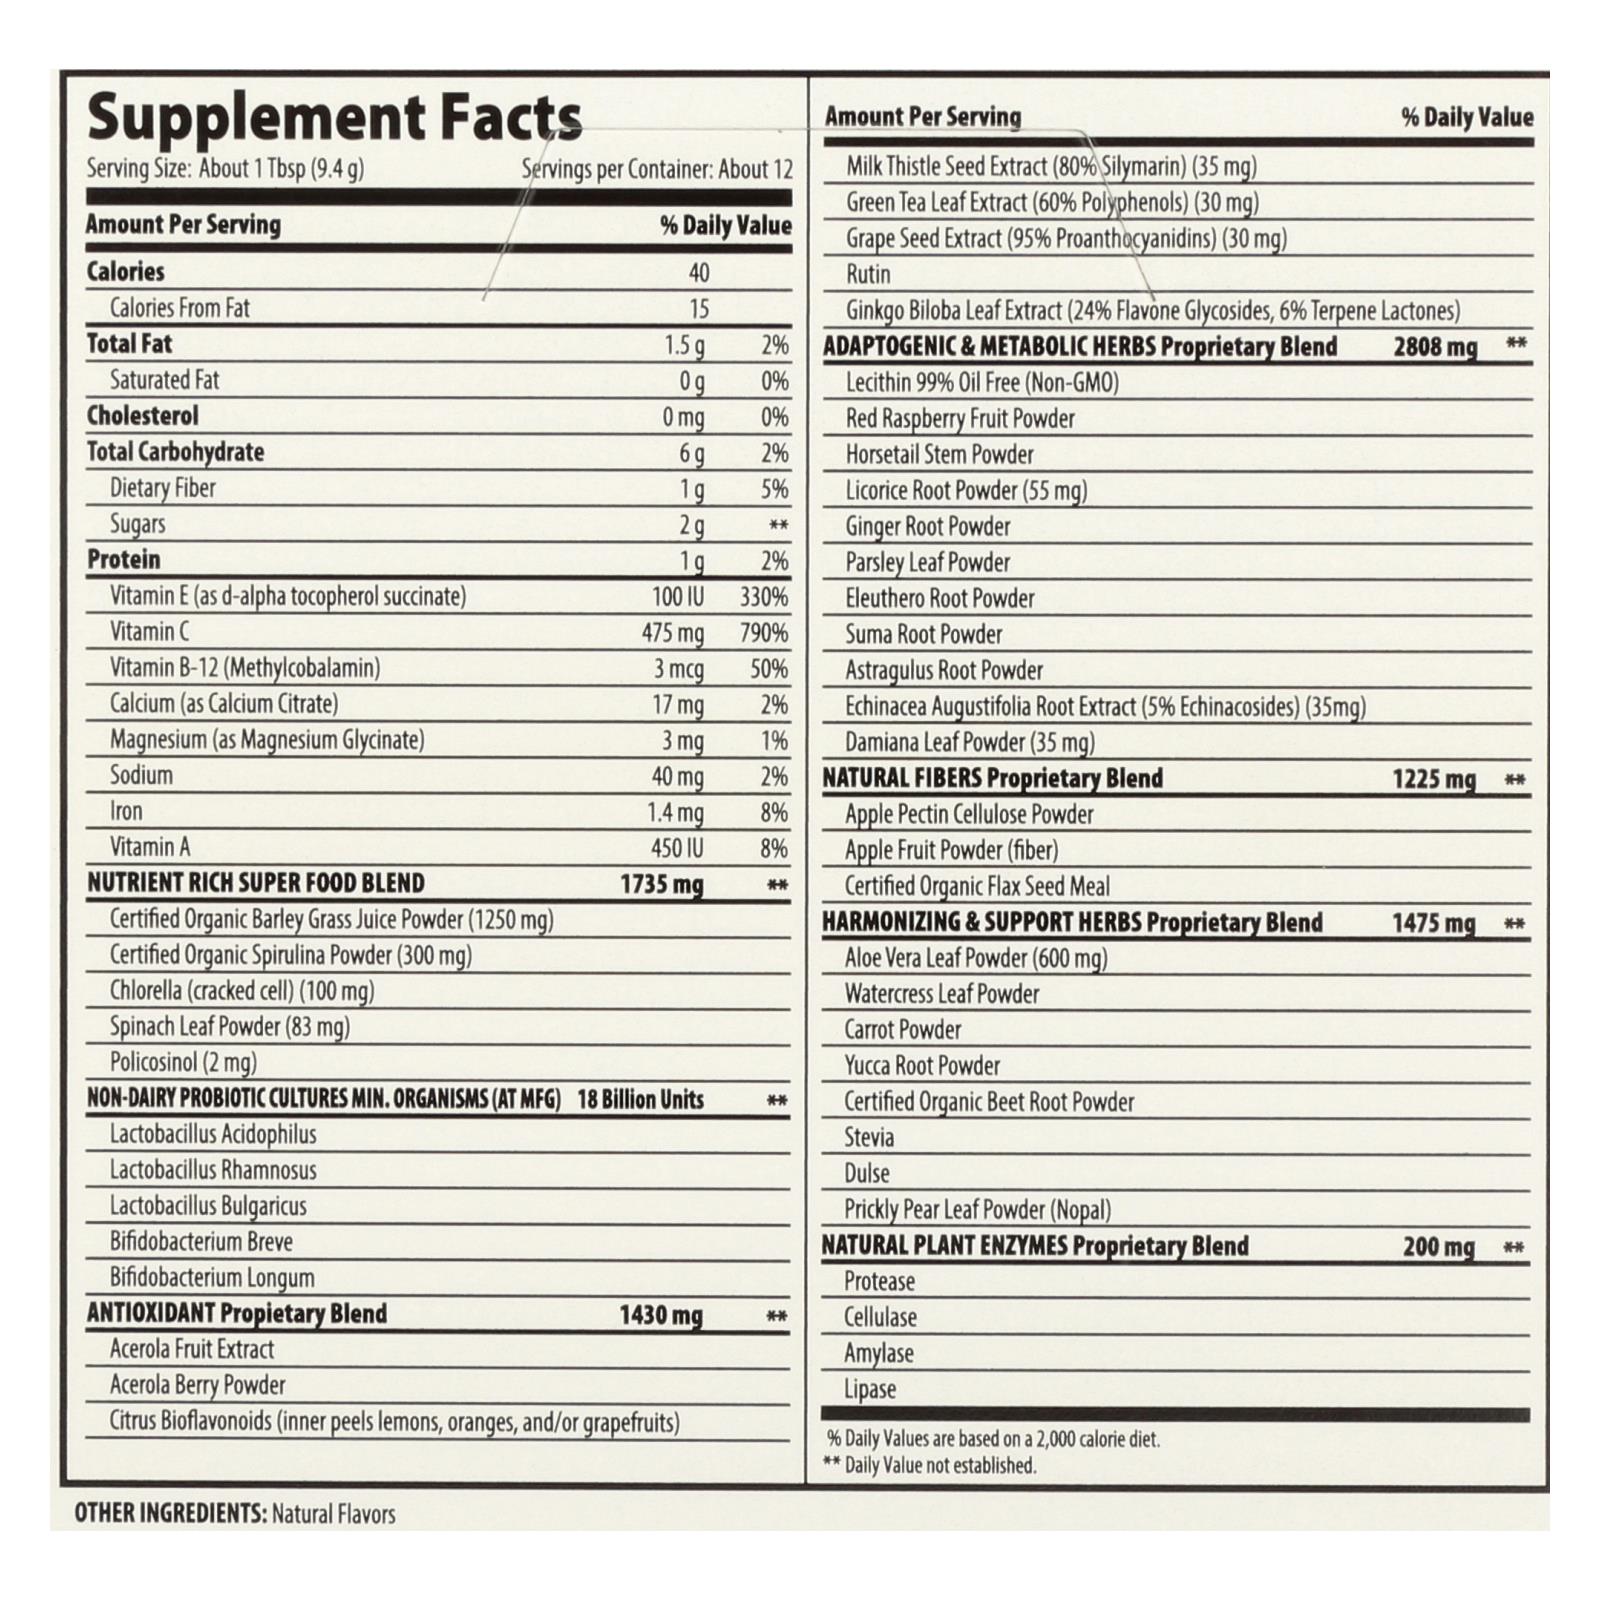 Supplement Facts
Serving Size: About 1 Tbsp (9.4 g) Servings per Container: About 12
Amount Per Serving % Daily Value
Calories 40
Calories From Fat 15
Total Fat 1.5 g 2%
Saturated Fat 0 g 0%
Cholesterol 0 mg 0%
Total Carbohydrate 6 g 2%
Dietary Fiber 1 g 5%
Sugars 2 g **
Protein 1 g 2%
Vitamin E (as d-alpha tocopherol succinate) 100 IU 330%
Vitamin C 475 mg 790%
Vitamin B-12 (Methylcobalamin) 3 mcg 50%
Calcium (as Calcium Citrate) 17 mg 2%
Magnesium (as Magnesium Glycinate) 3 mg 1%
Sodium 40 mg 2%
Iron 1.4 mg 8%
Vitamin A 450 IU 8%
NUTRIENT RICH SUPER FOOD BLEND 1735 mg **
Certified Organic Barley Grass Juice Powder (1250 mg)
Certified Organic Spirulina Powder (300 mg)
Chlorella (cracked cell) (100 mg)
Spinach Leaf Powder (83 mg)
Policosinol (2 mg)
NON-DAIRY PROBIOTIC CULTURES MIN. ORGANISMS (AT MFG) 18 Billion Units **
Lactobacillus Acidophilus
Lactobacillus Rhamnosus
Lactobacillus Bulgaricus
Bifidobacterium Breve
Bifidobacterium Longum
ANTIOXIDANT Propietary Blend 1430 mg **
Acerola Fruit Extract
Acerola Berry Powder
Citrus Bioflavonoids (inner peels lemons, oranges, and/or grapefruits)
Amount Per Serving % Daily Value
Milk Thistle Seed Extract (80% Silymarin) (35 mg)
Green Tea Leaf Extract (60% Polyphenols) (30 mg)
Grape Seed Extract (95% Proanthocyanidins) (30 mg)
Rutin
Ginkgo Biloba Leaf Extract (24% Flavone Glycosides, 6% Terpene Lactones)
ADAPTOGENIC & METABOLIC HERBS Proprietary Blend 2808 mg **
Lecithin 99% Oil Free (Non-GMO)
Red Raspberry Fruit Powder
Horsetail Stem Powder
Licorice Root Powder (55 mg)
Ginger Root Powder
Parsley Leaf Powder
Eleuthero Root Powder
Suma Root Powder
Astragulus Root Powder
Echinacea Augustifolia Root Extract (5% Echinacosides) (35mg)
Damiana Leaf Powder (35 mg)
NATURAL FIBERS Proprietary Blend 1225 mg **
Apple Pectin Cellulose Powder
Apple Fruit Powder (fiber)
Certified Organic Flax Seed Meal
HARMONIZING & SUPPORT HERBS Proprietary Blend 1475 mg **
Aloe Vera Leaf Powder (600 mg)
Watercress Leaf Powder
Carrot Powder
Yucca Root Powder
Certified Organic Beet Root Powder
Stevia
Dulse
Prickly Pear Leaf Powder (Nopal)
NATURAL PLANT ENZYMES Proprietary Blend 200 mg **
Protease
Cellulase
Amylase
Lipase
% Daily Values are based on a 2,000 calorie diet.
** Daily Value not established.
OTHER INGREDIENTS: Natural Flavors